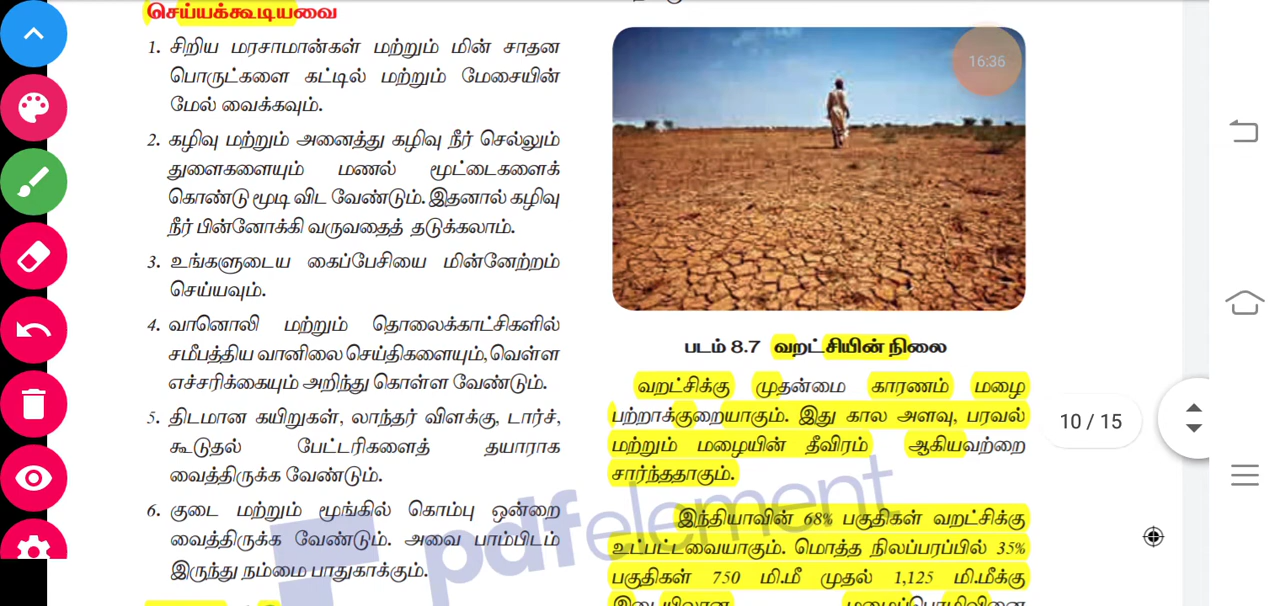 செய்யக்கூடியவை
1. சிறிய மரசாமான்கள் மற்றும் மின் சாதன
பொருட்களை கட்டில் மற்றும் மேசையின்
மேல் வைக்கவும்.
2. கழிவு மற்றும் அனைத்து கழிவு நீர் செல்லும்
துளைகளையும் மணல் மூட்டைகளைக்
கொண்டு மூடி விட வேண்டும். இதனால் கழிவு
நீர் பின்னோக்கி வருவதைத் தடுக்கலாம்.
3. உங்களுடைய கைப்பேசியை மின்னேற்றம்
செய்யவும்.
4. வானொலி மற்றும் தொலைக்காட்சிகளில்
சமீபத்திய வானிலை செய்திகளையும், வெள்ள
எச்சரிக்கையும் அறிந்து கொள்ள வேண்டும்.
5. திடமான கயிறுகள், லாந்தர் விளக்கு, டார்ச்,
கூடுதல் பேட்டரிகளைத் தயாராக
வைத்திருக்க வேண்டும்.
6. குடை மற்றும் மூங்கில் கொம்பு ஒன்றை
வைத்திருக்க வேண்டும். அவை பாம்பிடம்
இருந்து நம்மை பாதுகாக்கும்.
16:36
படம் 8.7 வறட்சியின் நிலை
வறட்சிக்கு முதன்மை காரணம் மழை
பற்றாக்குறையாகும். இது கால அளவு, பரவல்
மற்றும் மழையின் தீவிரம் ஆகியவற்றை
சார்ந்ததாகும்.
இந்தியாவின் 68% பகுதிகள் வறட்சிக்கு
உட்பட்டவையாகும். மொத்த நிலப்பரப்பில் 35%
பகுதிகள் 750 மி.மீ முதல் 1,125 மி.மீக்கு
இடையிலான மழைப்பொழிவினை
10 / 15
pdfelement